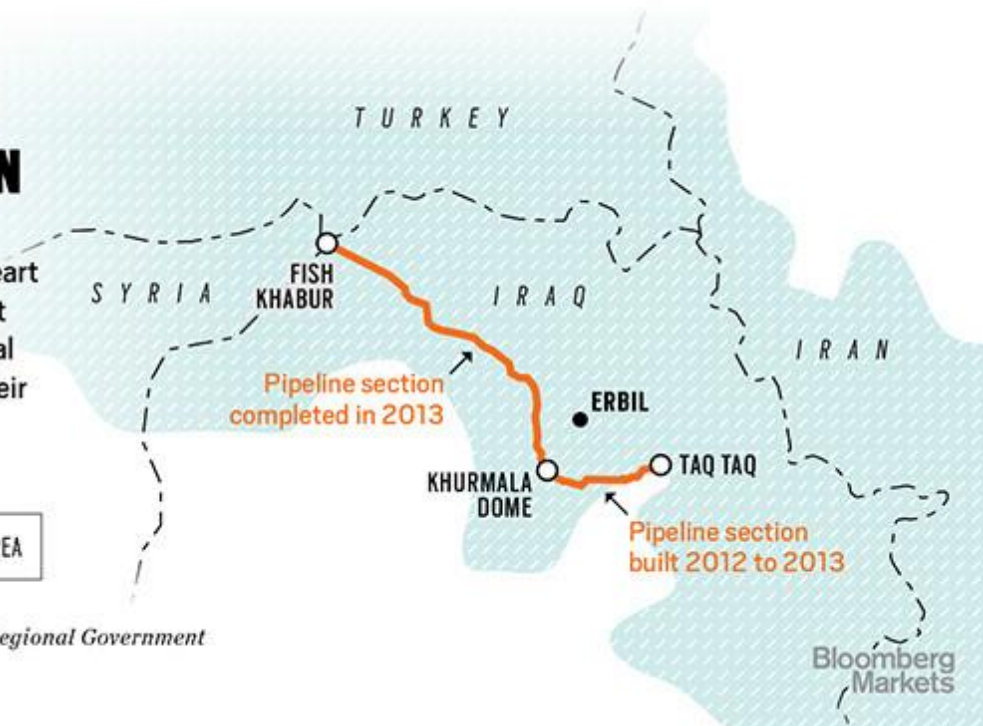 N
eart
t
al
eir
EA
egional Government
TURKEY
SYRIA
IRAQ
IRAN
FISH
KHABUR
Pipeline section
completed in 2013
ERBIL
KHURMALA
DOME
TAQ TAQ
Pipeline section
built 2012 to 2013
Bloomberg
Markets